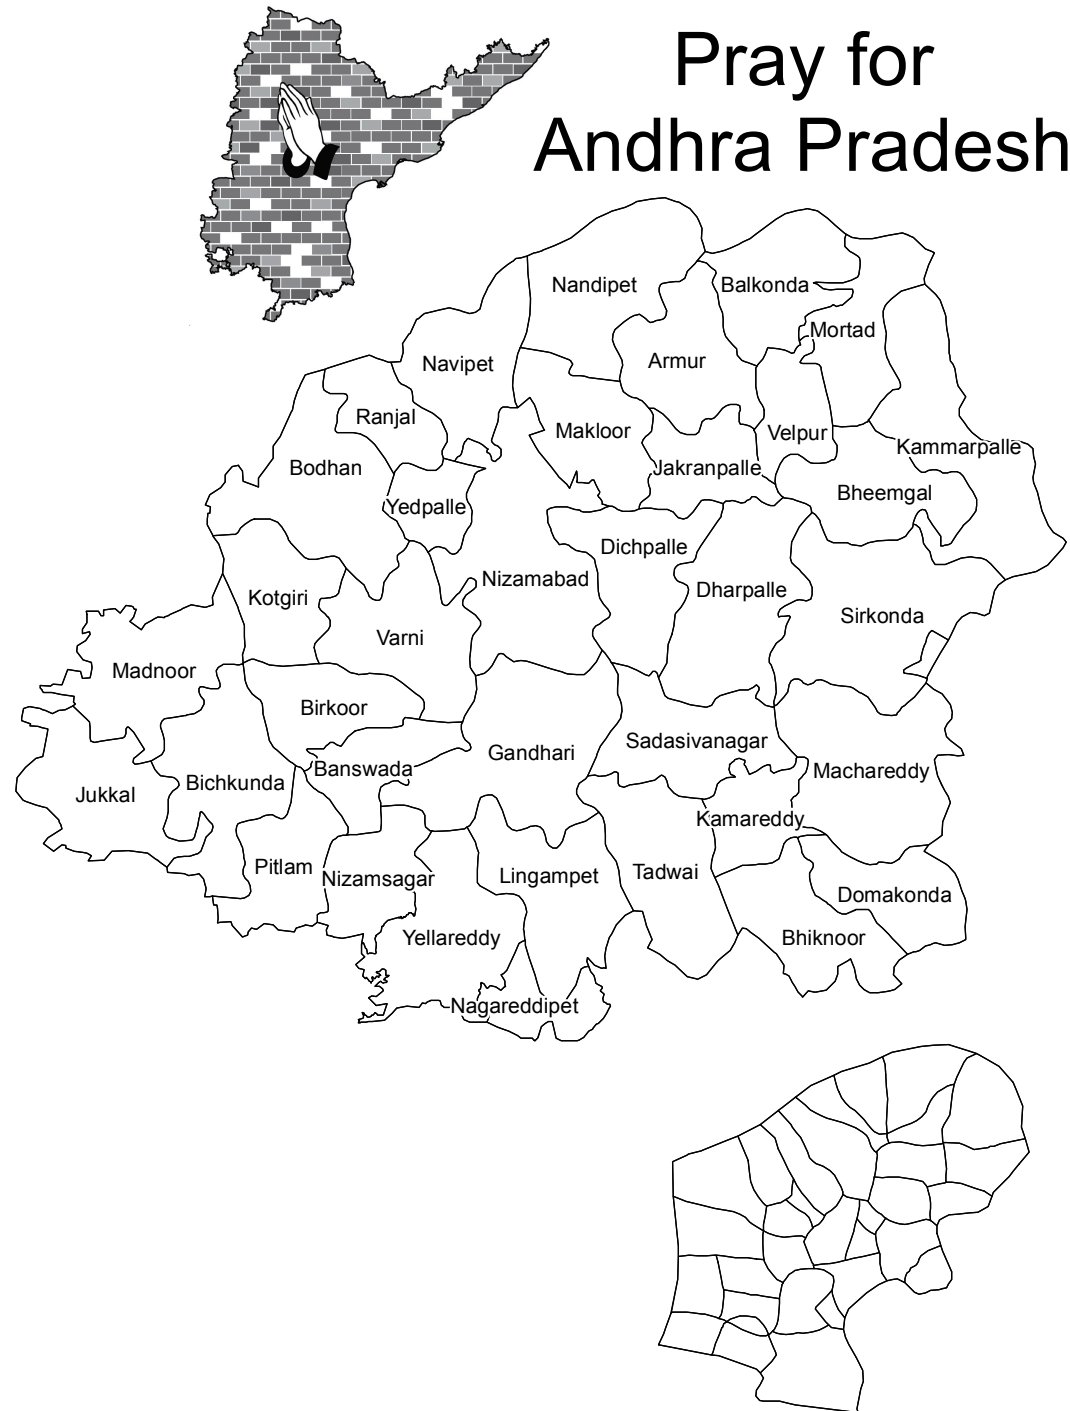 Pray for
Andhra Pradesh
Nandipet
Balkonda
Mortad
Navipet
Armur
Ranjal
Makloor
Velpur
Kammarpalle
Bodhan
Jakranpalle
Yedpalle
Bheemgal
Dichpalle
Nizamabad
Dharpalle
Kotgiri
Sirkonda
Varni
Madnoor
Birkoor
Sadasivanagar
Gandhari
Banswada
Machareddy
Bichkunda
Jukkal
Kamareddy
Pitlam
Nizamsagar
Lingampet
Tadwai
Domakonda
Yellareddy
Bhiknoor
Nagareddipet